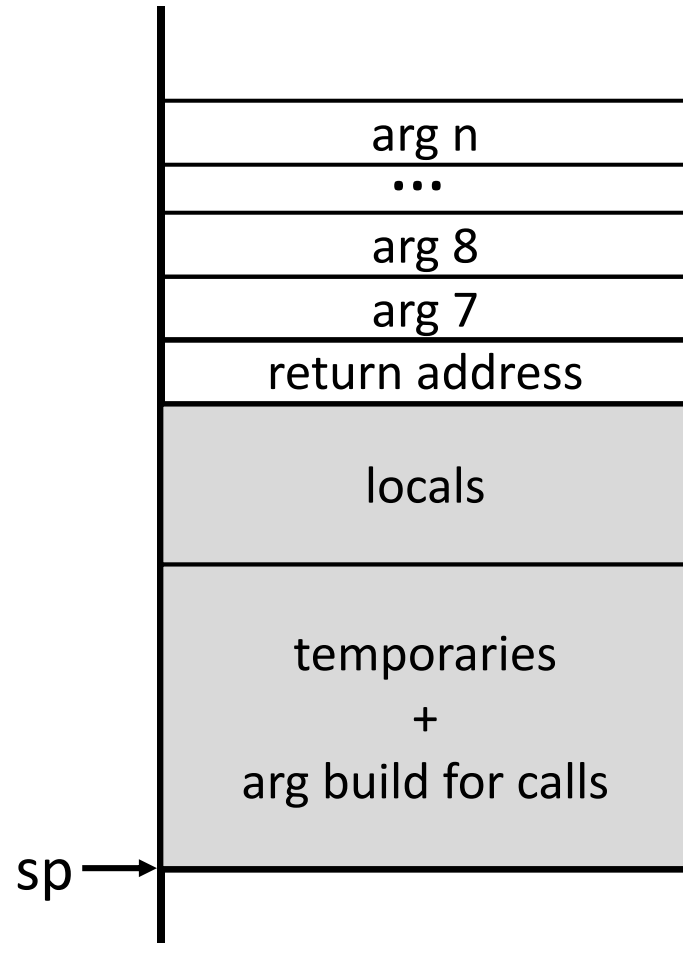 arg n
...
arg 8
arg 7
return address
locals
temporaries
+
arg build for calls
sp